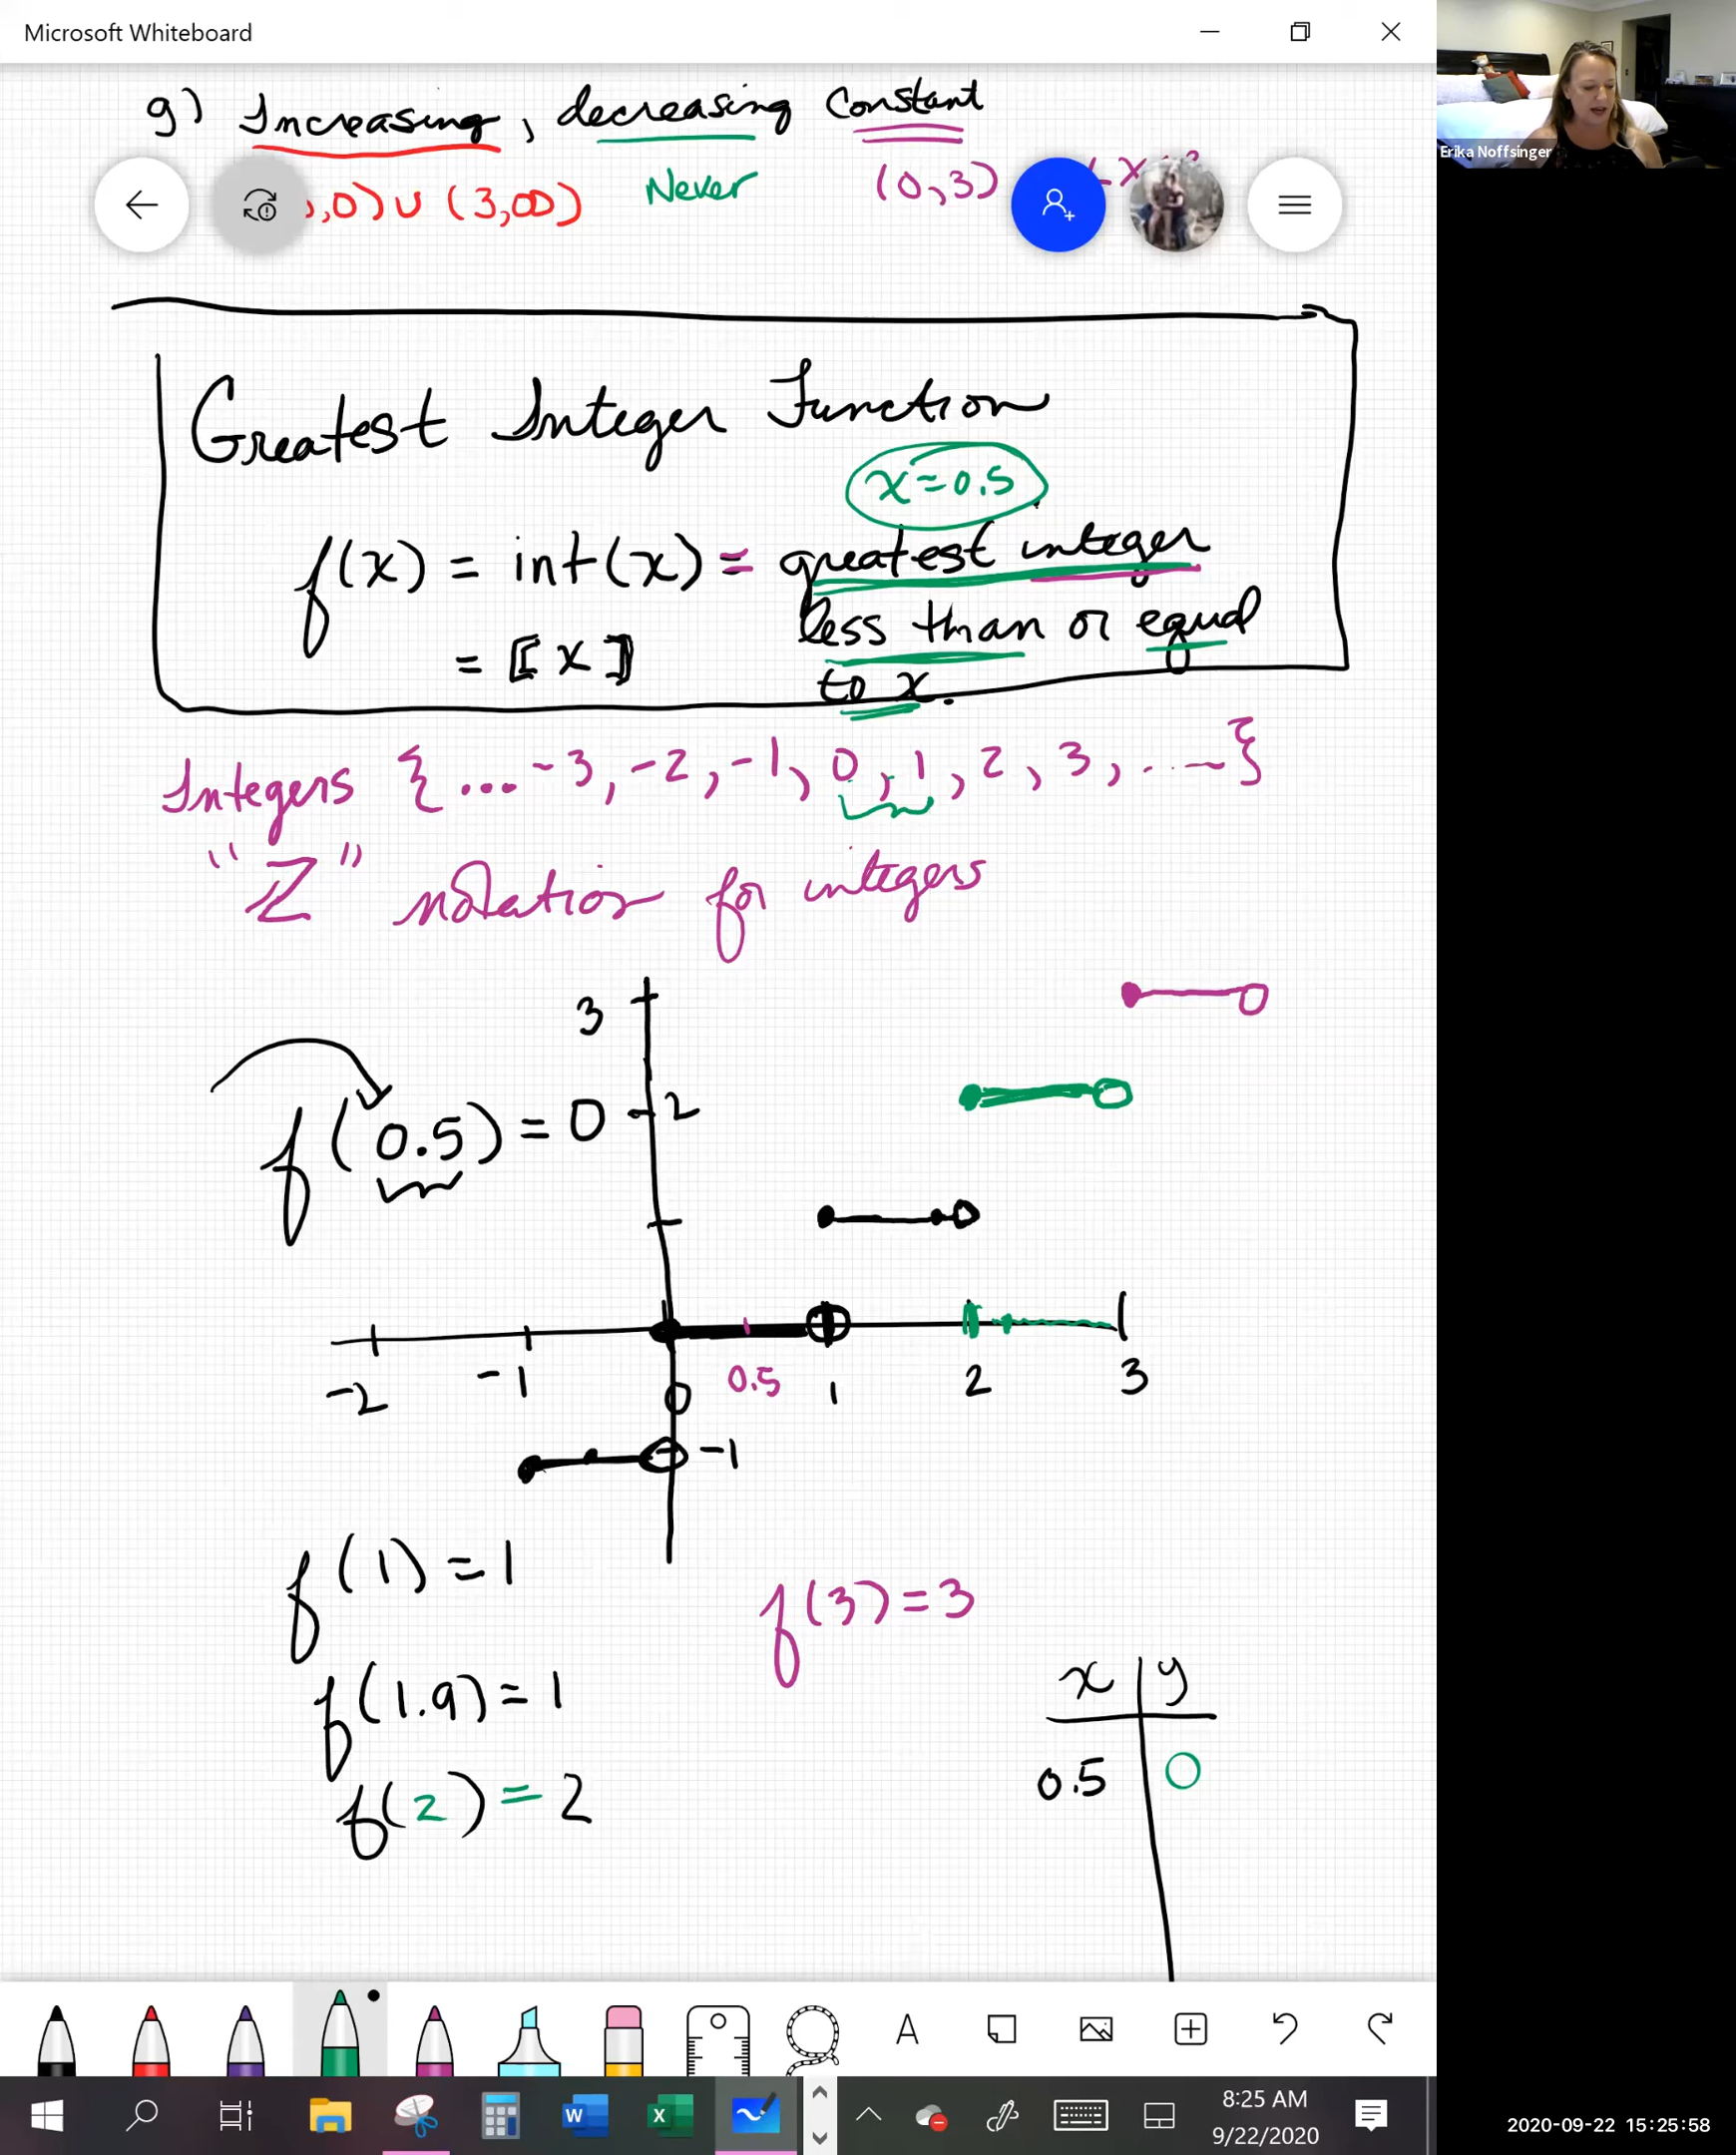 Microsoft Whiteboard
g) Increasing, decreasing Constant
,0) ∪ (3,∞) Never (0,3)
Erika Noffsinger
Greatest Integer Function
x=0.5
f(x) = int(x) = greatest integer
less than or equal
= ⟦x⟧
to x.
Integers {... -3, -2, -1, 0, 1, 2, 3, ...}
"Z" notation for integers
3
f(0.5) = 0
2
-2 -1 0 0.5 1 2 3
-1
f(1) = 1
f(3) = 3
f(1.9) = 1
x y
0.5 0
f(2) = 2
8:25 AM
9/22/2020
2020-09-22 15:25:58